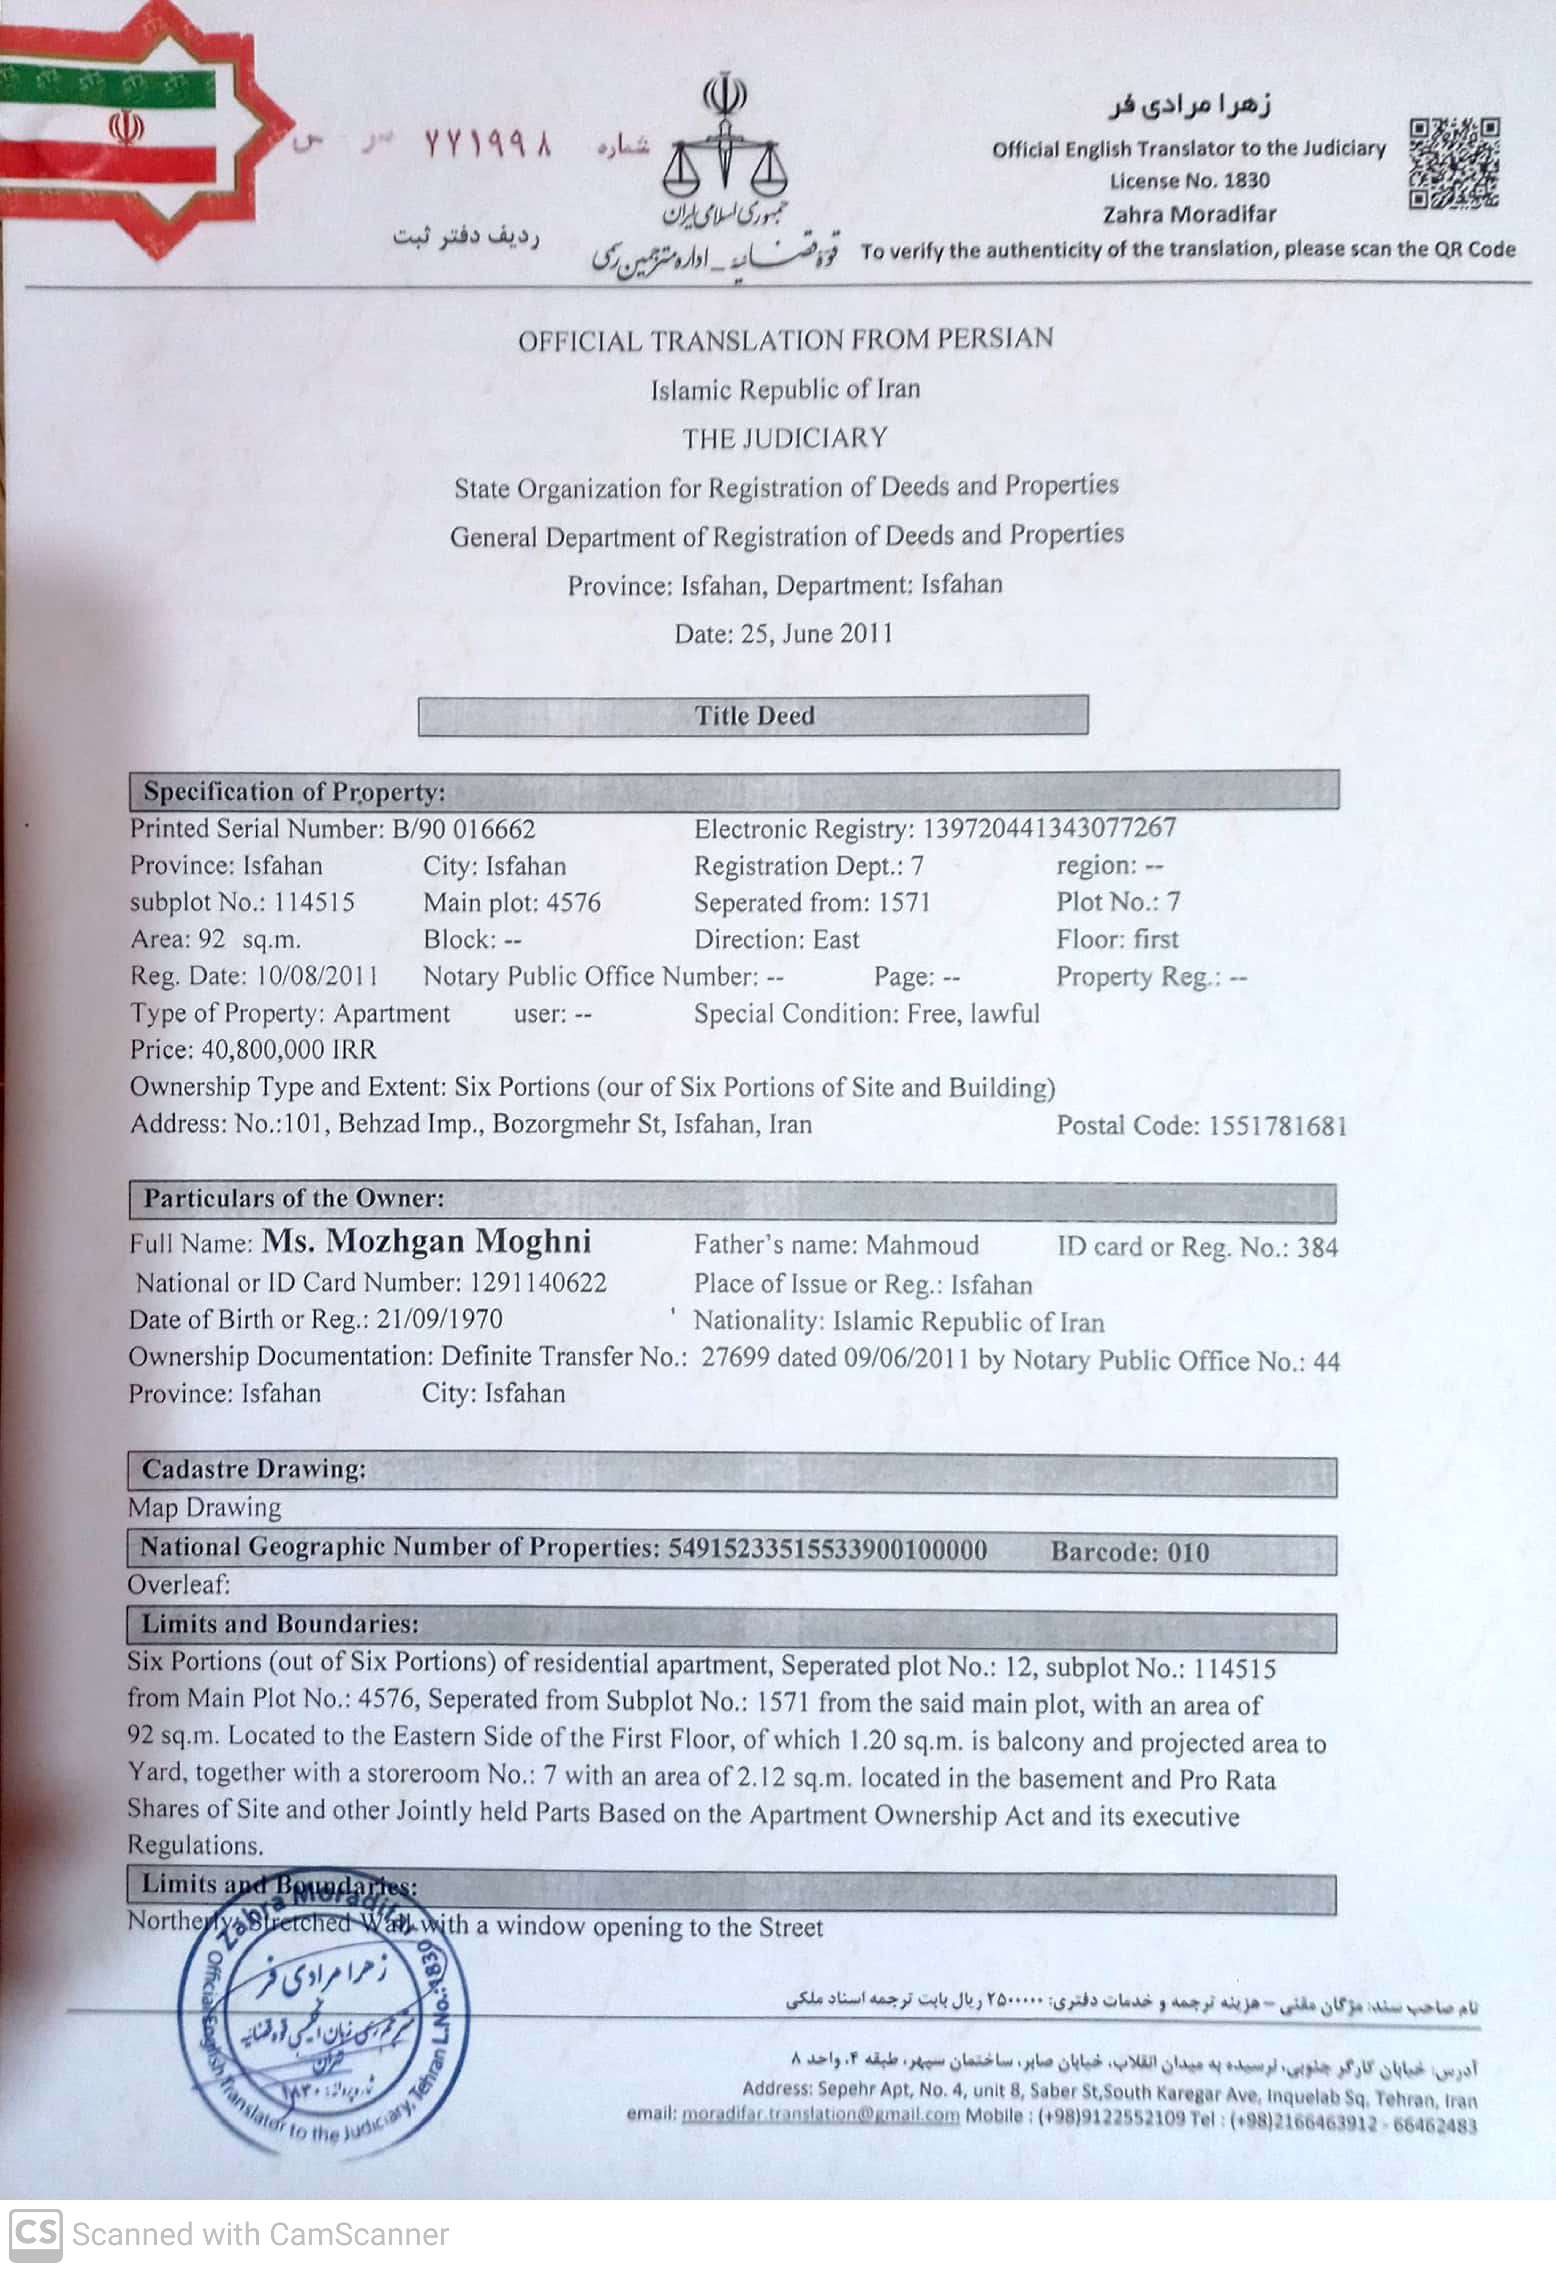 شماره ۷۷۱۹۹۸ س س
ردیف دفتر ثبت
جمهوری اسلامی ایران
قوه قضائیه - اداره مترجمین رسمی
زهرا مرادی فر
Official English Translator to the Judiciary
License No. 1830
Zahra Moradifar
To verify the authenticity of the translation, please scan the QR Code
OFFICIAL TRANSLATION FROM PERSIAN
Islamic Republic of Iran
THE JUDICIARY
State Organization for Registration of Deeds and Properties
General Department of Registration of Deeds and Properties
Province: Isfahan, Department: Isfahan
Date: 25, June 2011
Title Deed
Specification of Property:
Printed Serial Number: B/90 016662 Electronic Registry: 139720441343077267
Province: Isfahan City: Isfahan Registration Dept.: 7 region: --
subplot No.: 114515 Main plot: 4576 Seperated from: 1571 Plot No.: 7
Area: 92 sq.m. Block: -- Direction: East Floor: first
Reg. Date: 10/08/2011 Notary Public Office Number: -- Page: -- Property Reg.: --
Type of Property: Apartment user: -- Special Condition: Free, lawful
Price: 40,800,000 IRR
Ownership Type and Extent: Six Portions (our of Six Portions of Site and Building)
Address: No.:101, Behzad Imp., Bozorgmehr St, Isfahan, Iran Postal Code: 1551781681
Particulars of the Owner:
Full Name: Ms. Mozhgan Moghni Father's name: Mahmoud ID card or Reg. No.: 384
National or ID Card Number: 1291140622 Place of Issue or Reg.: Isfahan
Date of Birth or Reg.: 21/09/1970 Nationality: Islamic Republic of Iran
Ownership Documentation: Definite Transfer No.: 27699 dated 09/06/2011 by Notary Public Office No.: 44
Province: Isfahan City: Isfahan
Cadastre Drawing:
Map Drawing
National Geographic Number of Properties: 549152335155339001000​00 Barcode: 010
Overleaf:
Limits and Boundaries:
Six Portions (out of Six Portions) of residential apartment, Seperated plot No.: 12, subplot No.: 114515
from Main Plot No.: 4576, Seperated from Subplot No.: 1571 from the said main plot, with an area of
92 sq.m. Located to the Eastern Side of the First Floor, of which 1.20 sq.m. is balcony and projected area to
Yard, together with a storeroom No.: 7 with an area of 2.12 sq.m. located in the basement and Pro Rata
Shares of Site and other Jointly held Parts Based on the Apartment Ownership Act and its executive
Regulations.
Limits and Boundaries:
Northerly: Stretched Wall with a window opening to the Street
Zahra Moradifar
Official English Translator to the Judiciary, Tehran L.No.: 1830
زهرا مرادی فر
مترجم رسمی زبان انگلیسی قوه قضائیه
تهران
شماره پروانه: ۱۸۳۰
نام صاحب سند: مژگان مقنی - هزینه ترجمه و خدمات دفتری: ۲۵۰۰۰۰۰ ریال بابت ترجمه اسناد ملکی
آدرس: خیابان کارگر جنوبی، نرسیده به میدان انقلاب، خیابان صابر، ساختمان سپهر، طبقه ۴، واحد ۸
Address: Sepehr Apt, No. 4, unit 8, Saber St,South Karegar Ave, Inquelab Sq, Tehran, Iran
email: moradifar.translation@gmail.com Mobile : (+98)9122552109 Tel : (+98)2166463912 - 66462483
CS Scanned with CamScanner